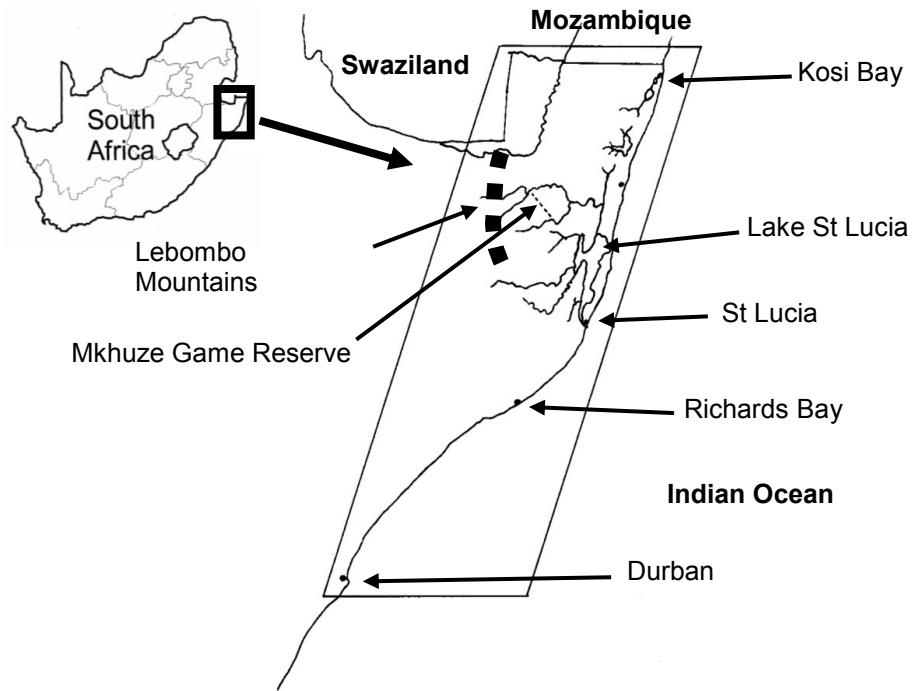 Mozambique
Swaziland
Kosi Bay
South
Africa
Lebombo
Mountains
Lake St Lucia
St Lucia
Mkhuze Game Reserve
Richards Bay
Indian Ocean
Durban